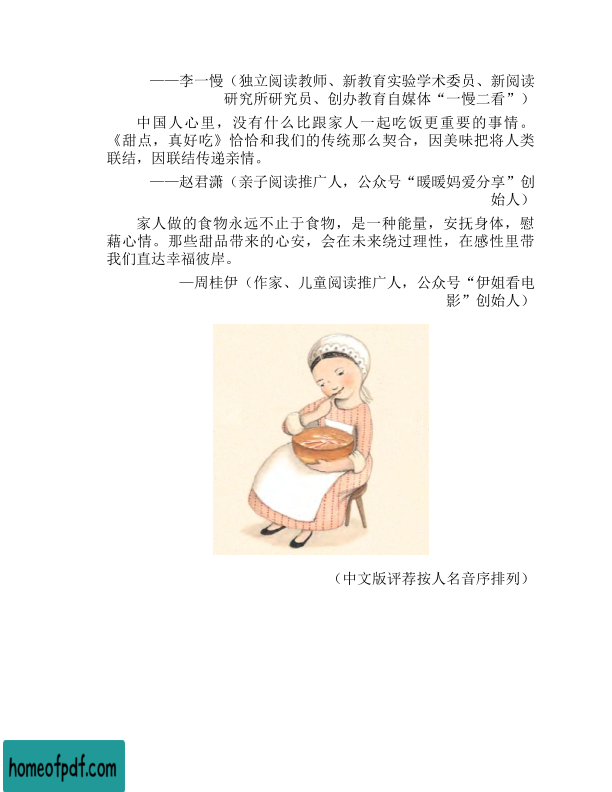 ——李一慢（独立阅读教师、新教育实验学术委员、新阅读
研究所研究员、创办教育自媒体“一慢二看”）
中国人心里，没有什么比跟家人一起吃饭更重要的事情。
《甜点，真好吃》恰恰和我们的传统那么契合，因美味把将人类
联结，因联结传递亲情。
——赵君潇（亲子阅读推广人，公众号“暖暖妈爱分享”创
始人）
家人做的食物永远不止于食物，是一种能量，安抚身体，慰
藉心情。那些甜品带来的心安，会在未来绕过理性，在感性里带
我们直达幸福彼岸。
—周桂伊（作家、儿童阅读推广人，公众号“伊姐看电
影”创始人）
（中文版评荐按人名音序排列）
homeofpdf.com